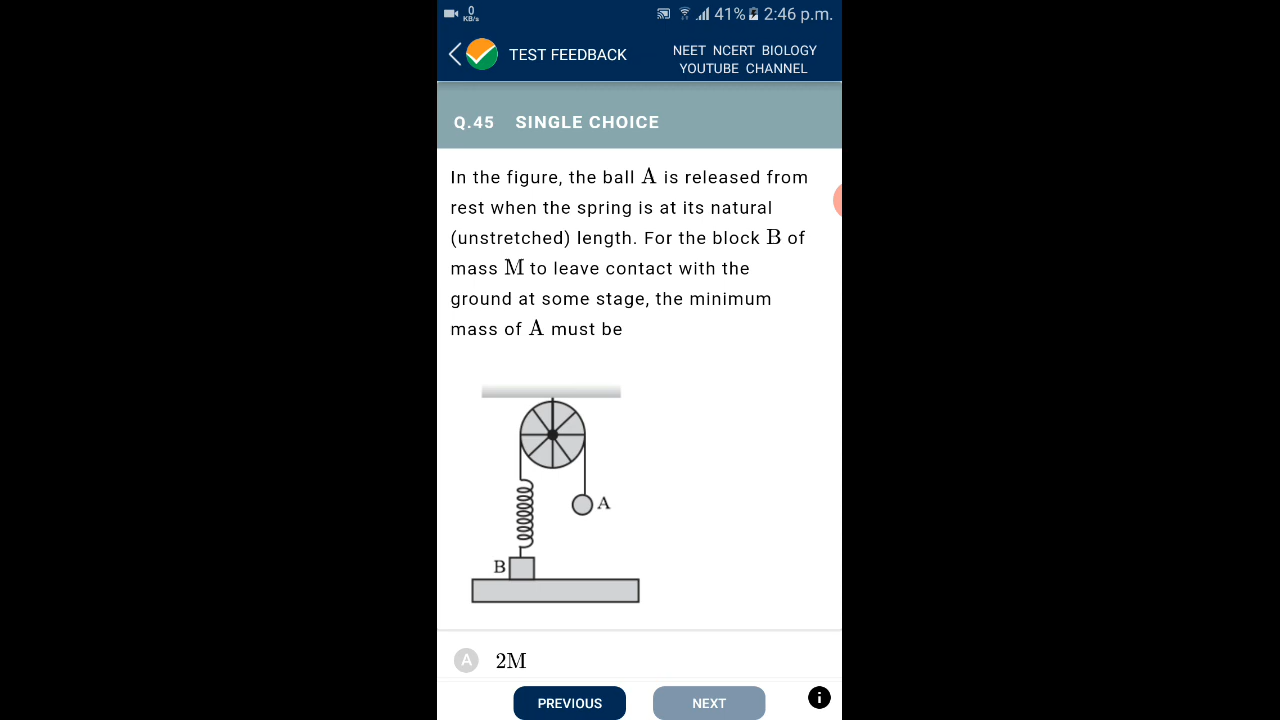 0
KB/s
41% 2:46 p.m.
TEST FEEDBACK
NEET NCERT BIOLOGY
YOUTUBE CHANNEL
Q.45 SINGLE CHOICE
In the figure, the ball A is released from
rest when the spring is at its natural
(unstretched) length. For the block B of
mass M to leave contact with the
ground at some stage, the minimum
mass of A must be
A
B
A 2M
PREVIOUS
NEXT
i